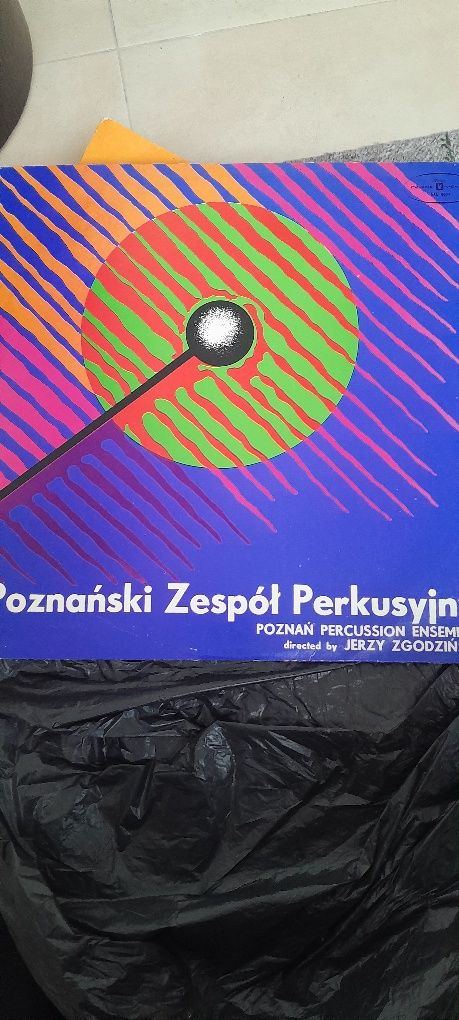 Poznański Zespół Perkusyjn
POZNAŃ PERCUSSION ENSEM
directed by JERZY ZGODZIŃ